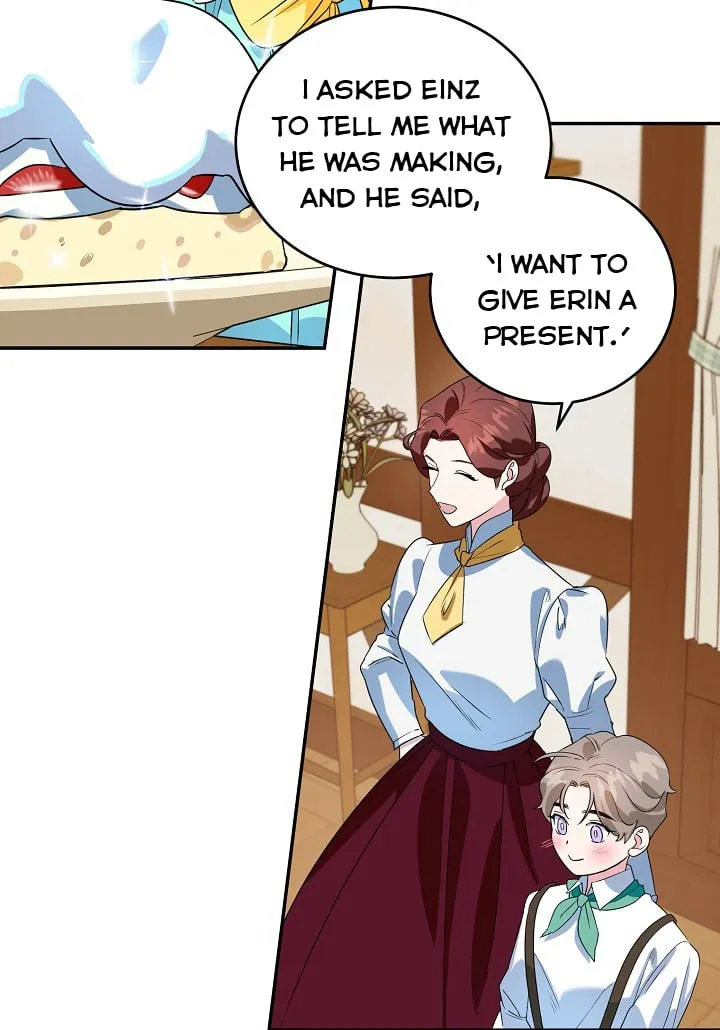 I ASKED EINZ
TO TELL ME WHAT
HE WAS MAKING,
AND HE SAID,
‘I WANT TO
GIVE ERIN A
PRESENT.’